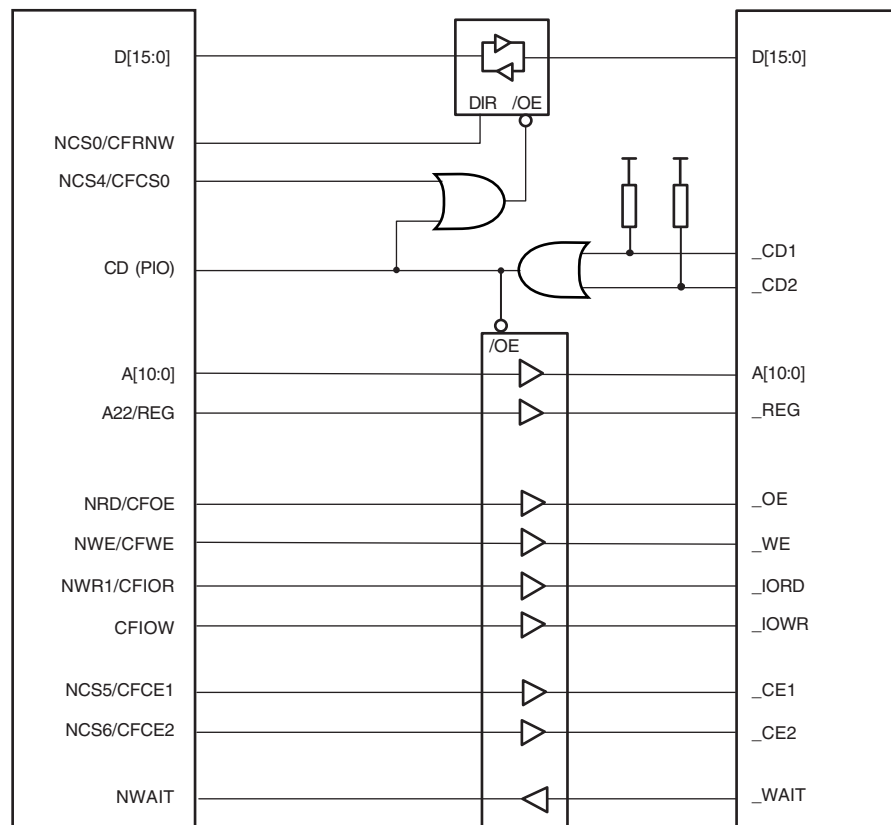 D[15:0] D[15:0]
DIR /OE
NCS0/CFRNW
NCS4/CFCS0
_CD1
CD (PIO)
_CD2
/OE
A[10:0] A[10:0]
A22/REG _REG
NRD/CFOE _OE
NWE/CFWE _WE
NWR1/CFIOR _IORD
CFIOW _IOWR
NCS5/CFCE1 _CE1
NCS6/CFCE2 _CE2
NWAIT _WAIT